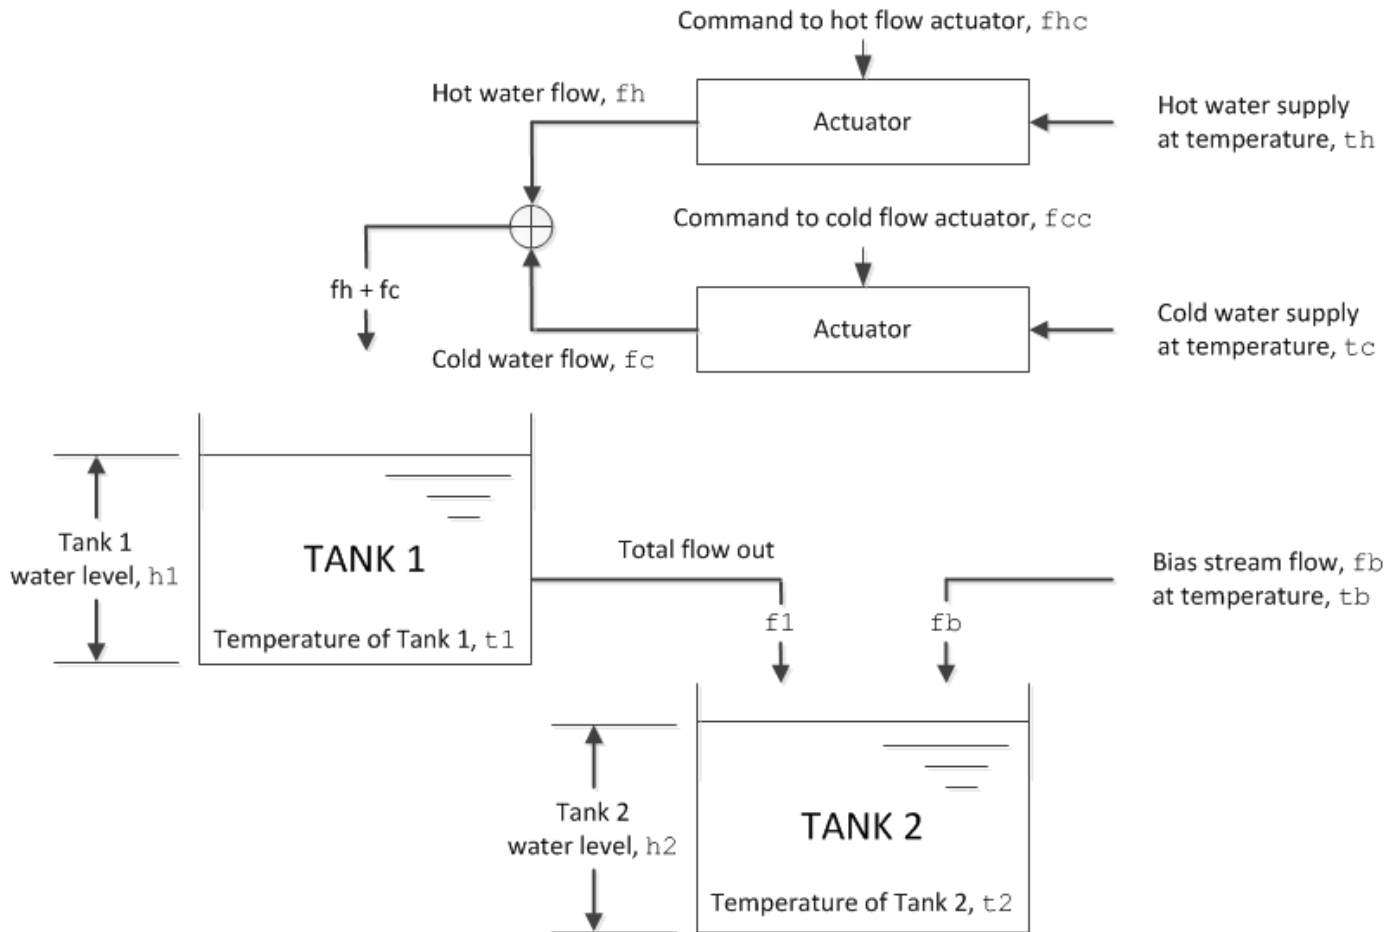 Command to hot flow actuator, fhc
Hot water flow, fh
Actuator
Hot water supply
at temperature, th
Command to cold flow actuator, fcc
fh + fc
Actuator
Cold water supply
at temperature, tc
Cold water flow, fc
Tank 1
water level, h1
TANK 1
Temperature of Tank 1, t1
Total flow out
f1
fb
Bias stream flow, fb
at temperature, tb
Tank 2
water level, h2
TANK 2
Temperature of Tank 2, t2